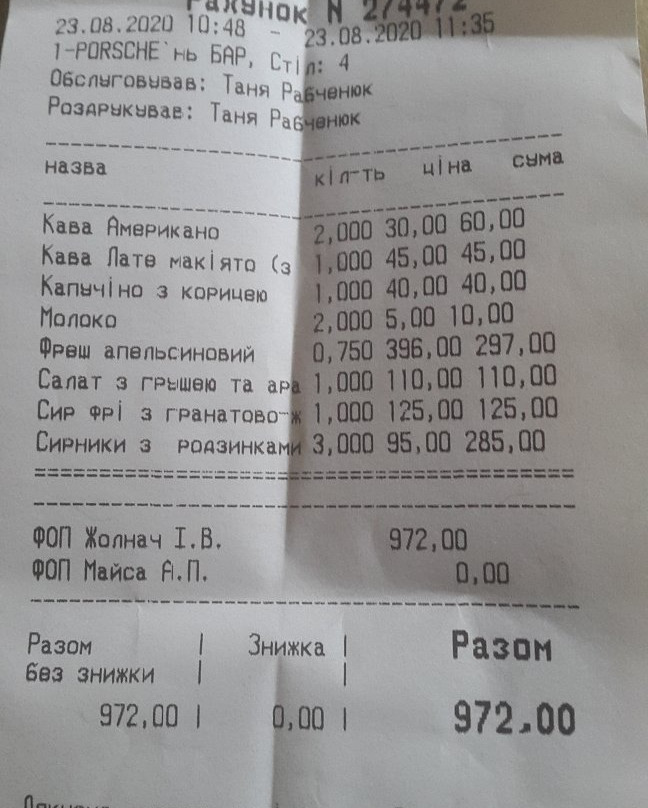 Рахунок N 274472
23.08.2020 10:48 - 23.08.2020 11:35
1-PORSCHE`нь БАР, Стіл: 4
Обслуговував: Таня Рабченюк
Роздрукував: Таня Рабченюк
назва кіл-ть ціна сума
Кава Американо 2,000 30,00 60,00
Кава Лате макіято (з 1,000 45,00 45,00
Капучіно з корицею 1,000 40,00 40,00
Молоко 2,000 5,00 10,00
Фреш апельсиновий 0,750 396,00 297,00
Салат з грушею та ара 1,000 110,00 110,00
Сир фрі з гранатово-ж 1,000 125,00 125,00
Сирники з родзинками 3,000 95,00 285,00
ФОП Жолнач І.В. 972,00
ФОП Майса А.П. 0,00
Разом | Знижка | Разом
без знижки | |
972,00 | 0,00 | 972,00